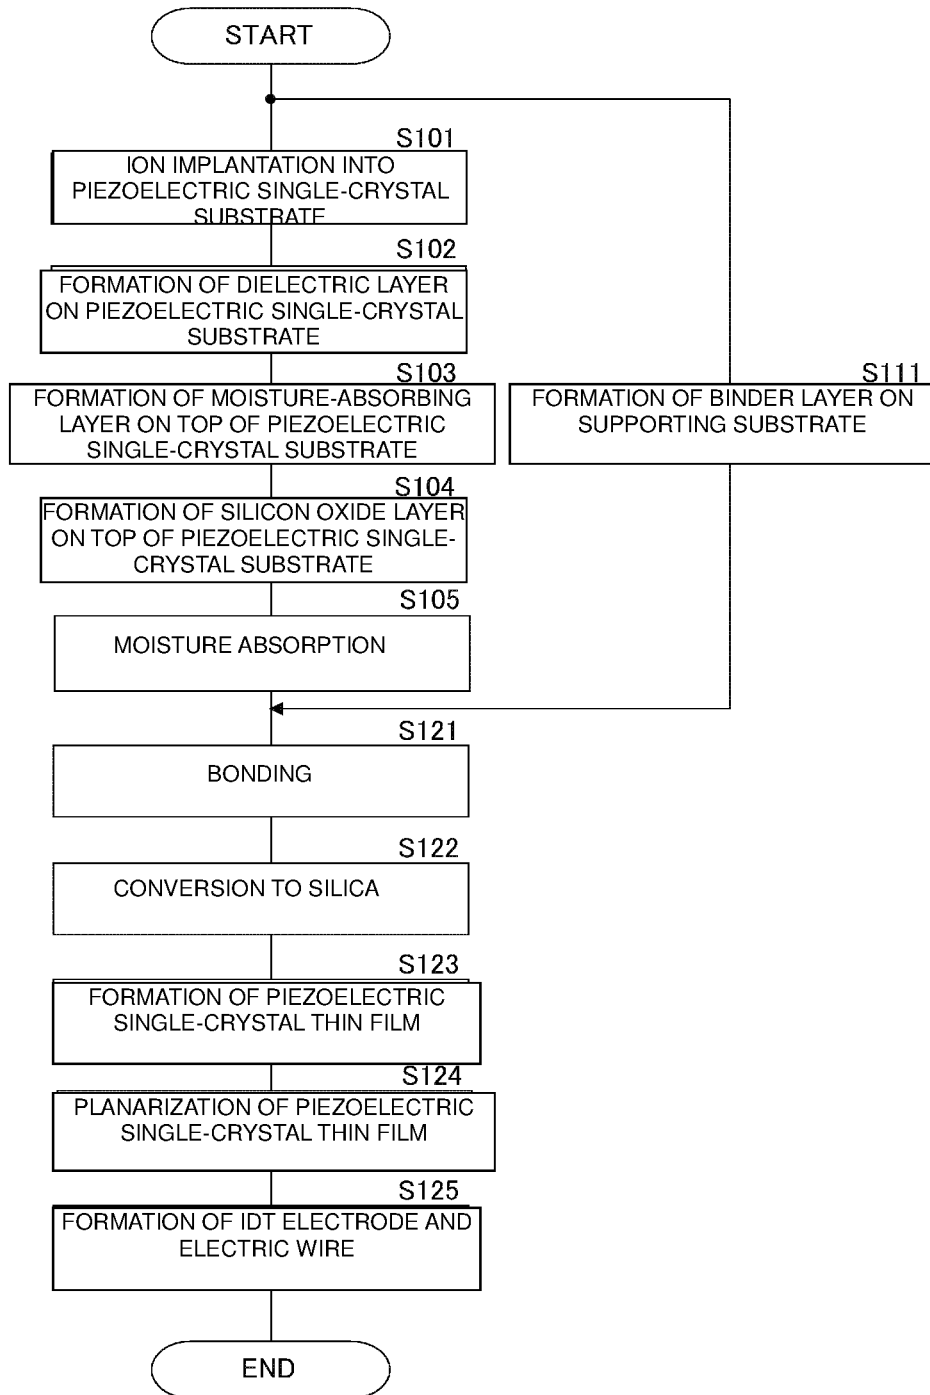 START
S101
ION IMPLANTATION INTO
PIEZOELECTRIC SINGLE-CRYSTAL
SUBSTRATE
S102
FORMATION OF DIELECTRIC LAYER
ON PIEZOELECTRIC SINGLE-CRYSTAL
SUBSTRATE
S103
FORMATION OF MOISTURE-ABSORBING
LAYER ON TOP OF PIEZOELECTRIC
SINGLE-CRYSTAL SUBSTRATE
S111
FORMATION OF BINDER LAYER ON
SUPPORTING SUBSTRATE
S104
FORMATION OF SILICON OXIDE LAYER
ON TOP OF PIEZOELECTRIC SINGLE-
CRYSTAL SUBSTRATE
S105
MOISTURE ABSORPTION
S121
BONDING
S122
CONVERSION TO SILICA
S123
FORMATION OF PIEZOELECTRIC
SINGLE-CRYSTAL THIN FILM
S124
PLANARIZATION OF PIEZOELECTRIC
SINGLE-CRYSTAL THIN FILM
S125
FORMATION OF IDT ELECTRODE AND
ELECTRIC WIRE
END